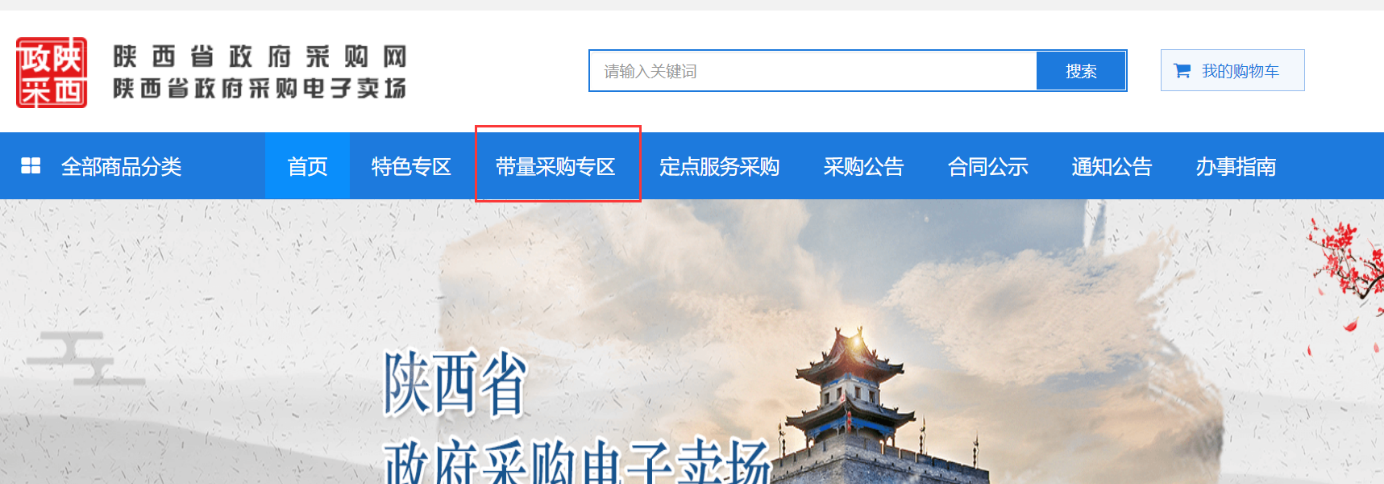 政陕
采西
陕西省政府采购网
陕西省政府采购电子卖场
请输入关键词
搜索
我的购物车
全部商品分类
首页
特色专区
带量采购专区
定点服务采购
采购公告
合同公示
通知公告
办事指南
陕西省
政府采购电子卖场